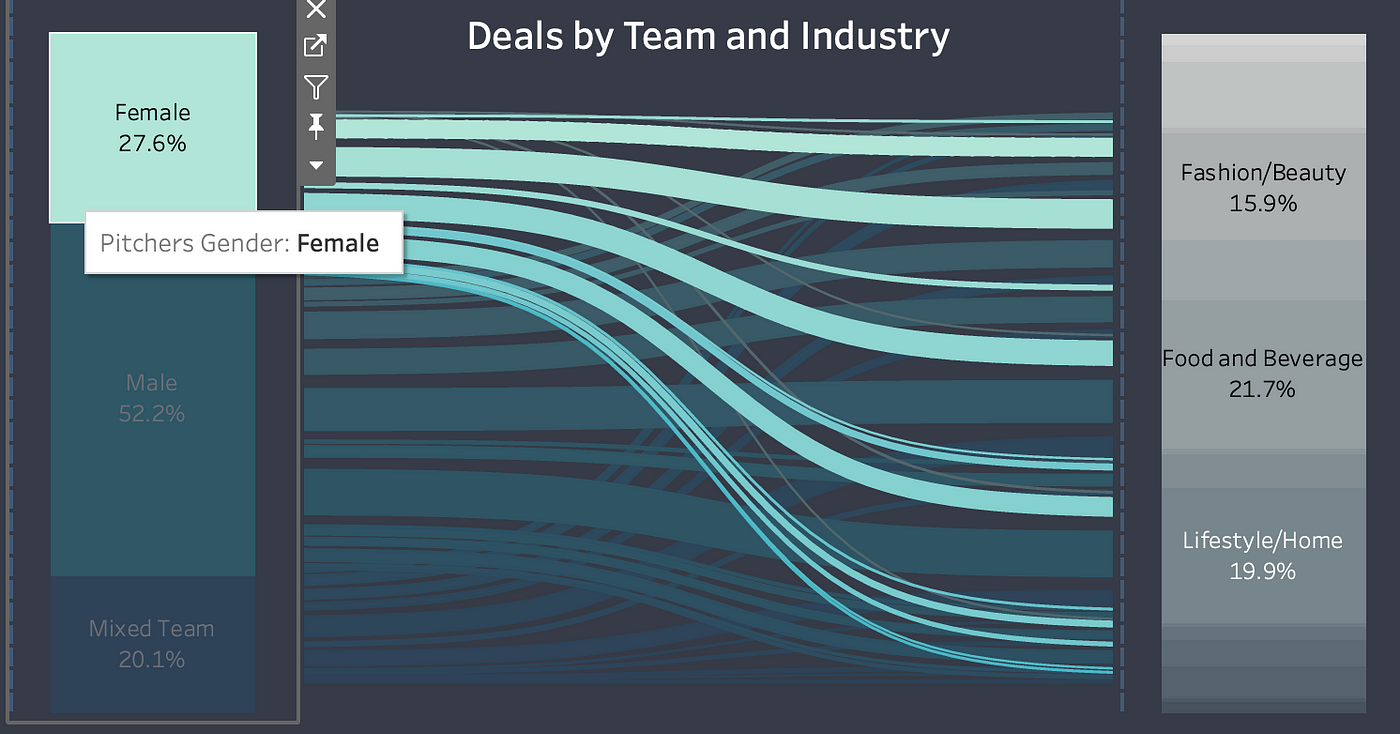 Deals by Team and Industry
Female
27.6%
Pitchers Gender: Female
Male
52.2%
Mixed Team
20.1%
Fashion/Beauty
15.9%
Food and Beverage
21.7%
Lifestyle/Home
19.9%